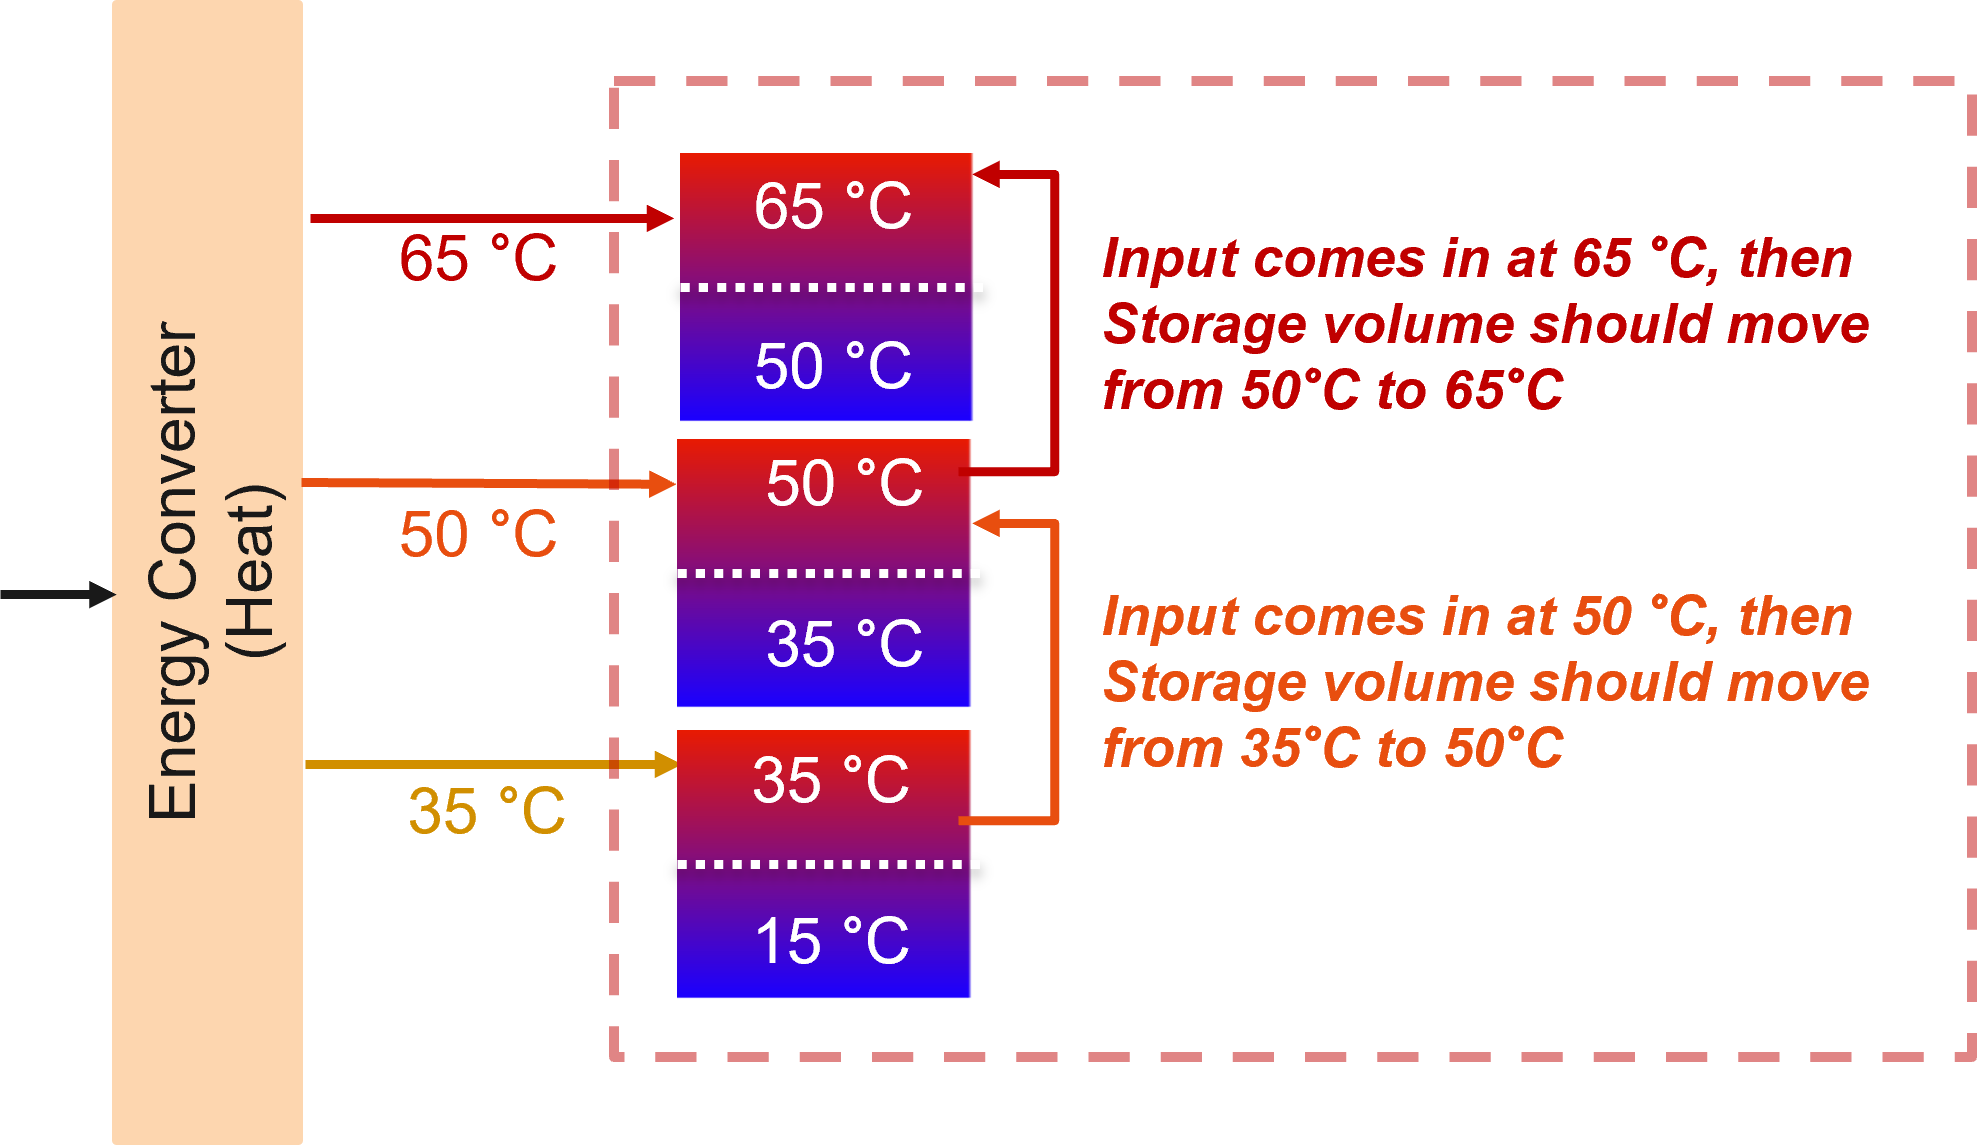 Energy Converter
(Heat)
65 °C
50 °C
35 °C
65 °C
50 °C
50 °C
35 °C
35 °C
15 °C
Input comes in at 65 °C, then
Storage volume should move
from 50°C to 65°C
Input comes in at 50 °C, then
Storage volume should move
from 35°C to 50°C